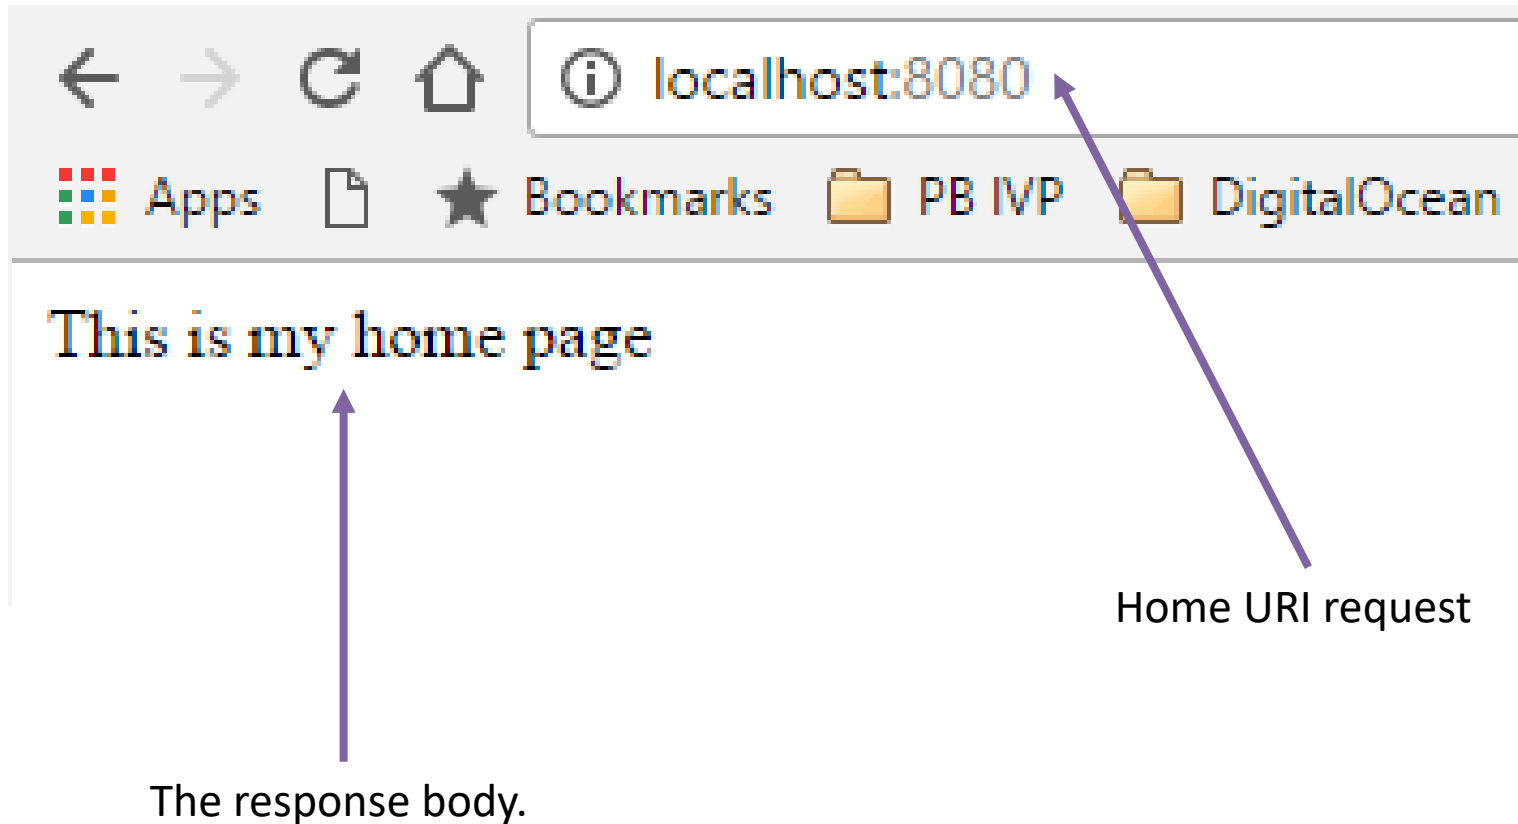 localhost:8080
Apps Bookmarks PB IVP DigitalOcean
This is my home page
Home URI request
The response body.